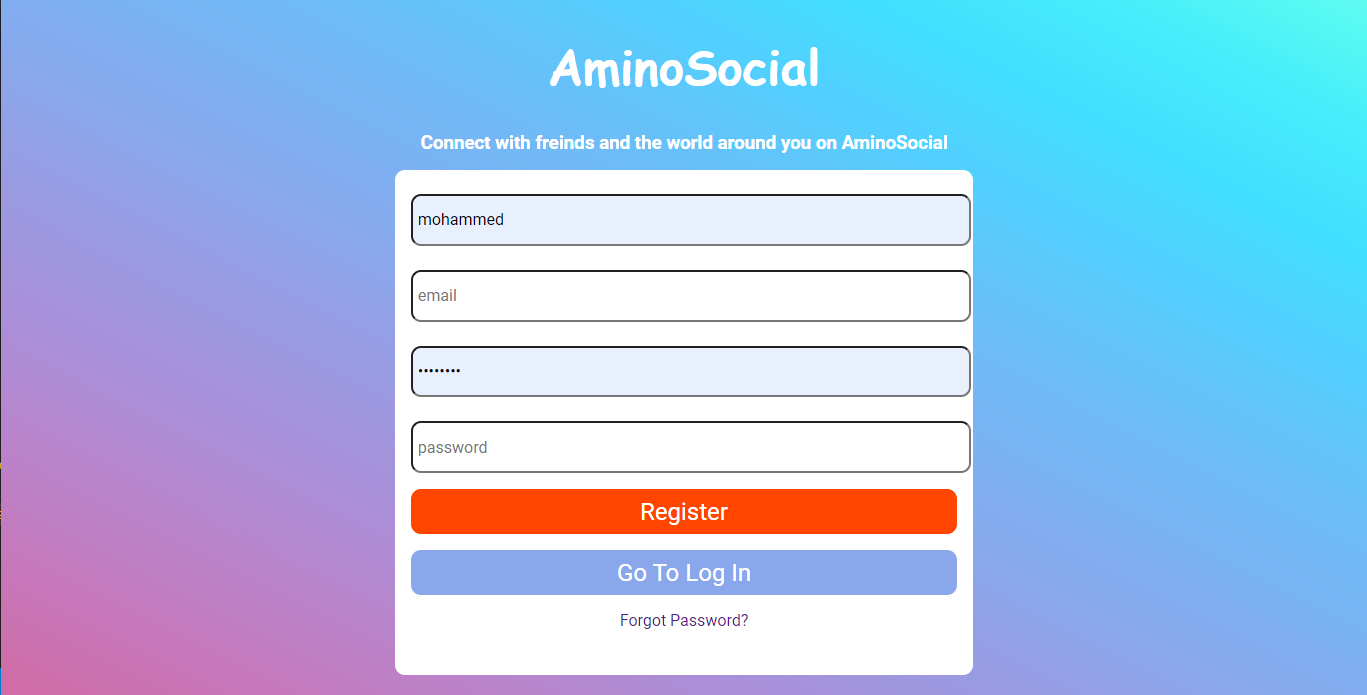 AminoSocial
Connect with freinds and the world around you on AminoSocial
mohammed
email
••••••••
password
Register
Go To Log In
Forgot Password?